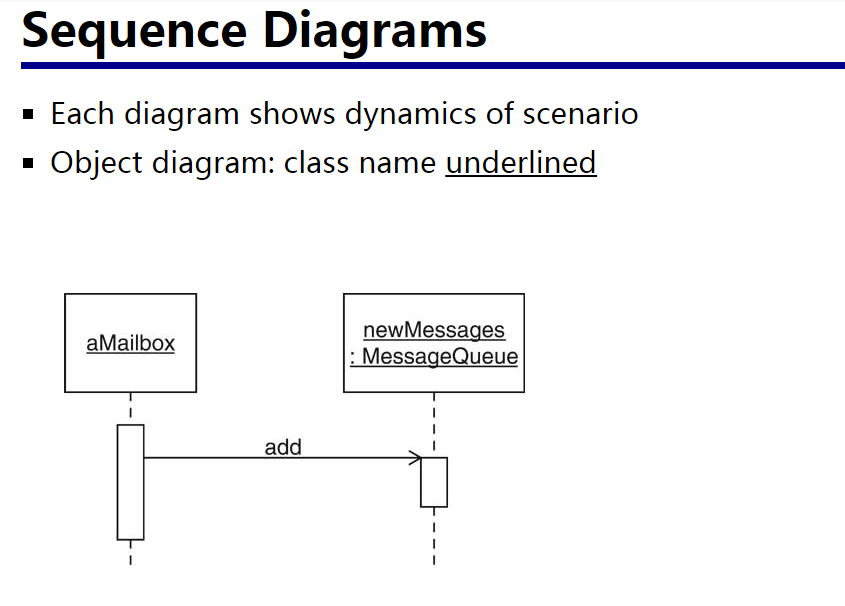 Sequence Diagrams
Each diagram shows dynamics of scenario
Object diagram: class name underlined
aMailbox
newMessages
: MessageQueue
add